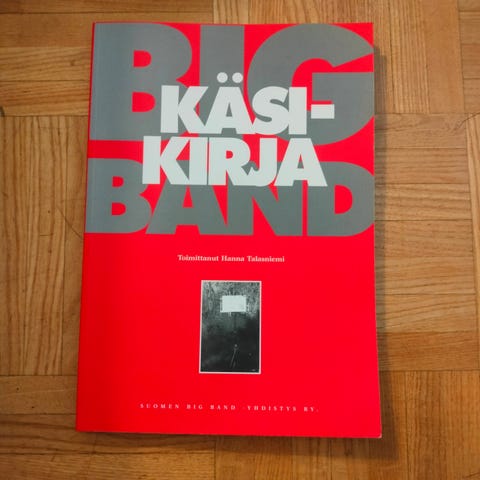 BIG
KÄSI-
KIRJA
BAND
Toimittanut Hanna Talasniemi
SUOMEN BIG BAND -YHDISTYS RY.